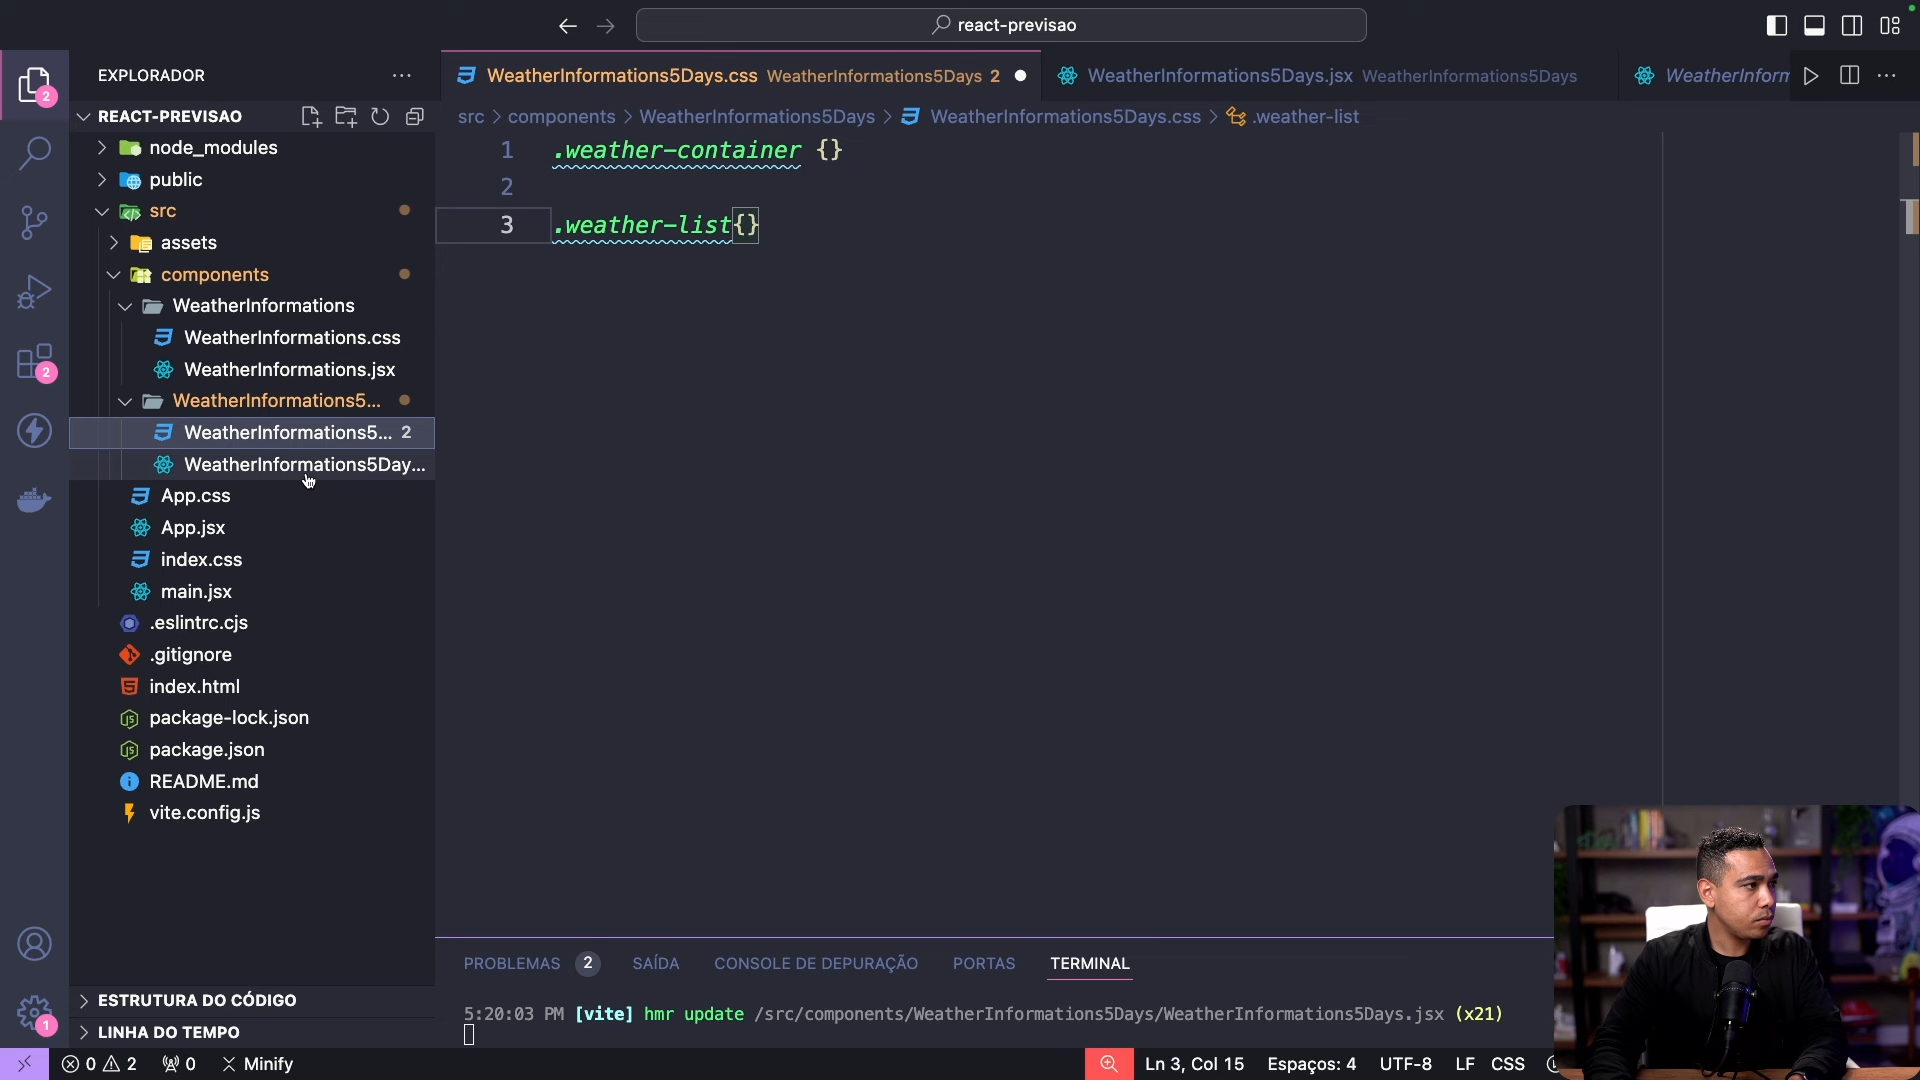 react-previsao
EXPLORADOR
REACT-PREVISAO
node_modules
public
src
assets
components
WeatherInformations
WeatherInformations.css
WeatherInformations.jsx
WeatherInformations5...
WeatherInformations5... 2
WeatherInformations5Day...
App.css
App.jsx
index.css
main.jsx
.eslintrc.cjs
.gitignore
index.html
package-lock.json
package.json
README.md
vite.config.js
ESTRUTURA DO CÓDIGO
LINHA DO TEMPO
2
2
1
WeatherInformations5Days.css WeatherInformations5Days 2
WeatherInformations5Days.jsx WeatherInformations5Days
WeatherInform
src > components > WeatherInformations5Days > WeatherInformations5Days.css > .weather-list
1 .weather-container {}
2
3 .weather-list{}
PROBLEMAS 2 SAÍDA CONSOLE DE DEPURAÇÃO PORTAS TERMINAL
5:20:03 PM [vite] hmr update /src/components/WeatherInformations5Days/WeatherInformations5Days.jsx (x21)
0 2 0 Minify
Ln 3, Col 15 Espaços: 4 UTF-8 LF CSS